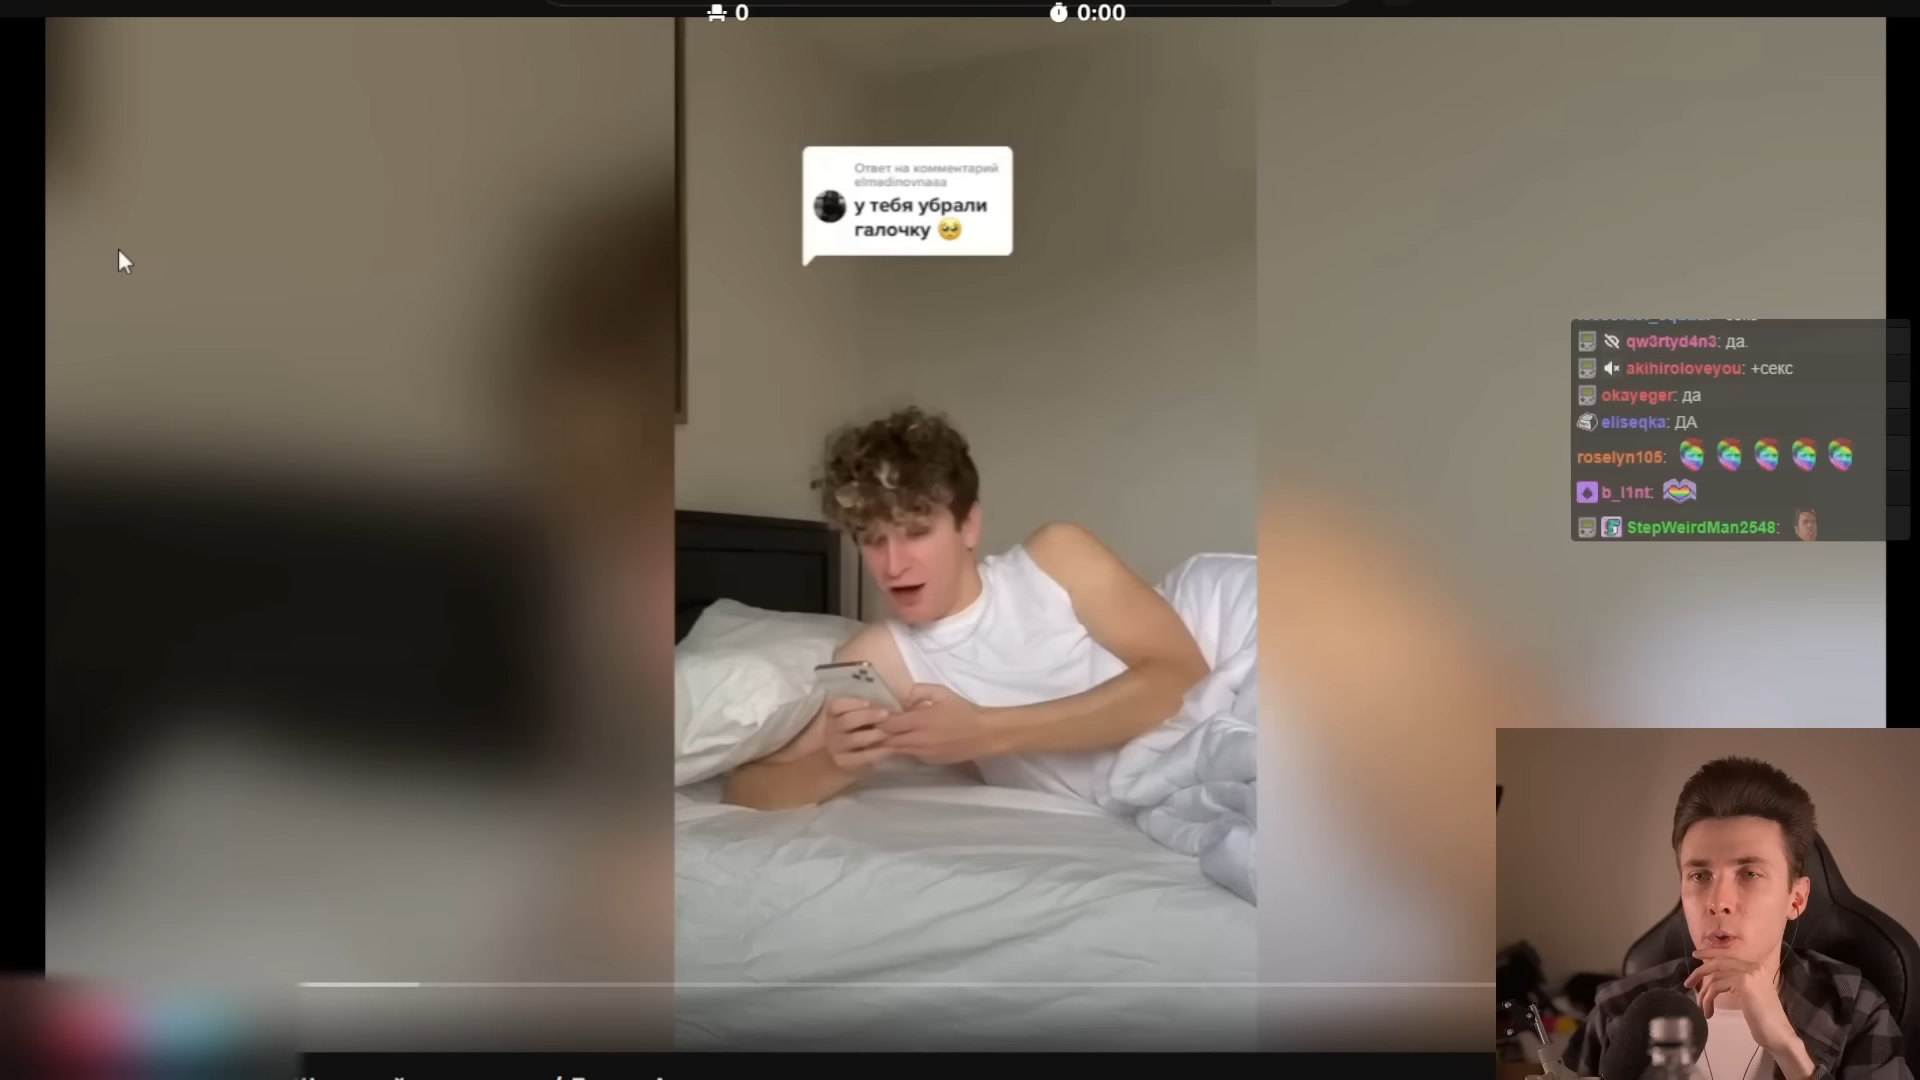 0
0:00
Ответ на комментарий
elmadinovnaaa
у тебя убрали
галочку 🥺
qw3rtyd4n3: да.
akihiroloveyou: +секс
okayeger: да
eliseqka: ДА
roselyn105:
b_l1nt:
StepWeirdMan2548: